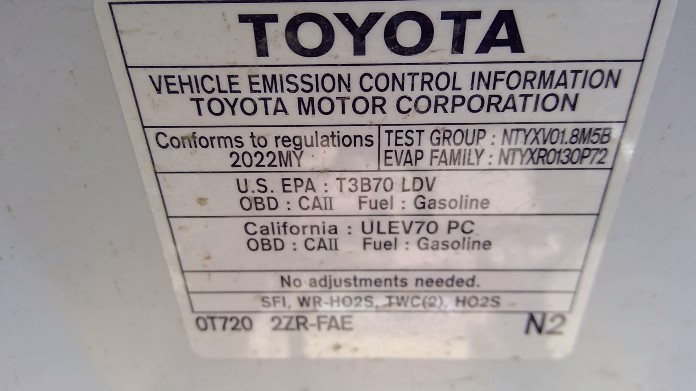 TOYOTA
VEHICLE EMISSION CONTROL INFORMATION
TOYOTA MOTOR CORPORATION
Conforms to regulations
2022MY
TEST GROUP : NTYXV01.8M5B
EVAP FAMILY : NTYXR0130P72
U.S. EPA : T3B70 LDV
OBD : CAII Fuel : Gasoline
California : ULEV70 PC
OBD : CAII Fuel : Gasoline
No adjustments needed.
SFI, WR-HO2S, TWC(2), HO2S
0T720 2ZR-FAE N2